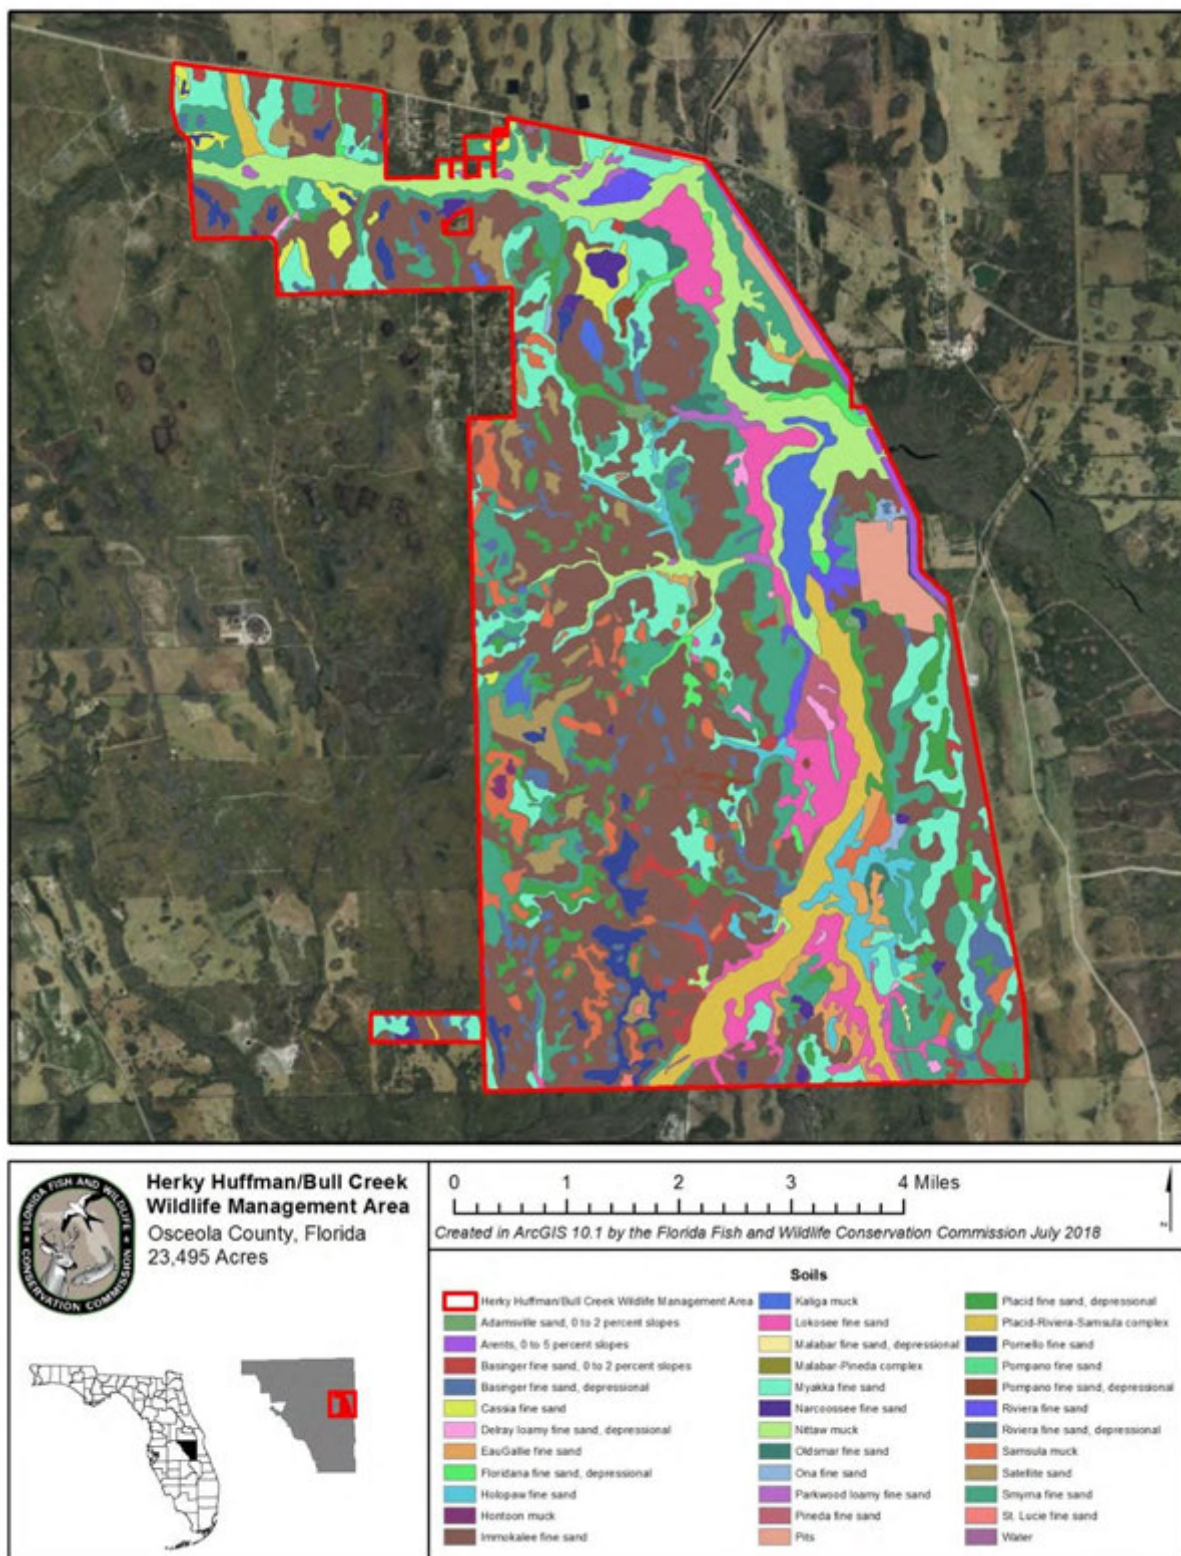 FLORIDA FISH AND WILDLIFE
CONSERVATION COMMISSION
Herky Huffman/Bull Creek
Wildlife Management Area
Osceola County, Florida
23,495 Acres
0 1 2 3 4 Miles
Created in ArcGIS 10.1 by the Florida Fish and Wildlife Conservation Commission July 2018
N
Soils
Herky Huffman/Bull Creek Wildlife Management Area
Adamsville sand, 0 to 2 percent slopes
Arents, 0 to 5 percent slopes
Basinger fine sand, 0 to 2 percent slopes
Basinger fine sand, depressional
Cassia fine sand
Delray loamy fine sand, depressional
EauGallie fine sand
Floridana fine sand, depressional
Holopaw fine sand
Hontoon muck
Immokalee fine sand
Kaliga muck
Lokosee fine sand
Malabar fine sand, depressional
Malabar-Pineda complex
Myakka fine sand
Narcoossee fine sand
Nittaw muck
Oldsmar fine sand
Ona fine sand
Parkwood loamy fine sand
Pineda fine sand
Pits
Placid fine sand, depressional
Placid-Riviera-Samsula complex
Pomello fine sand
Pompano fine sand
Pompano fine sand, depressional
Riviera fine sand
Riviera fine sand, depressional
Samsula muck
Satellite sand
Smyrna fine sand
St. Lucie fine sand
Water